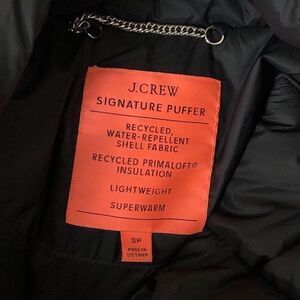 J.CREW
SIGNATURE PUFFER
RECYCLED,
WATER-REPELLENT
SHELL FABRIC
RECYCLED PRIMALOFT®
INSULATION
LIGHTWEIGHT
SUPERWARM
SP
MADE IN
VIETNAM